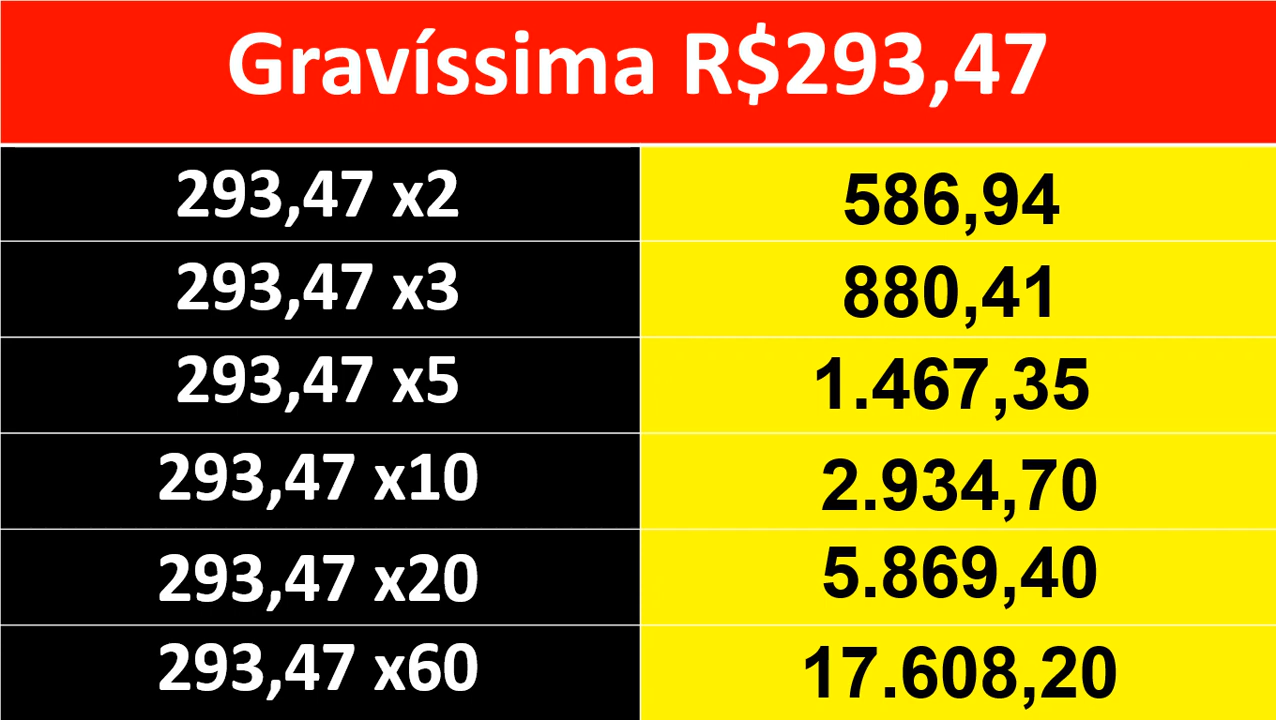 Gravíssima R$293,47
293,47 x2 586,94
293,47 x3 880,41
293,47 x5 1.467,35
293,47 x10 2.934,70
293,47 x20 5.869,40
293,47 x60 17.608,20